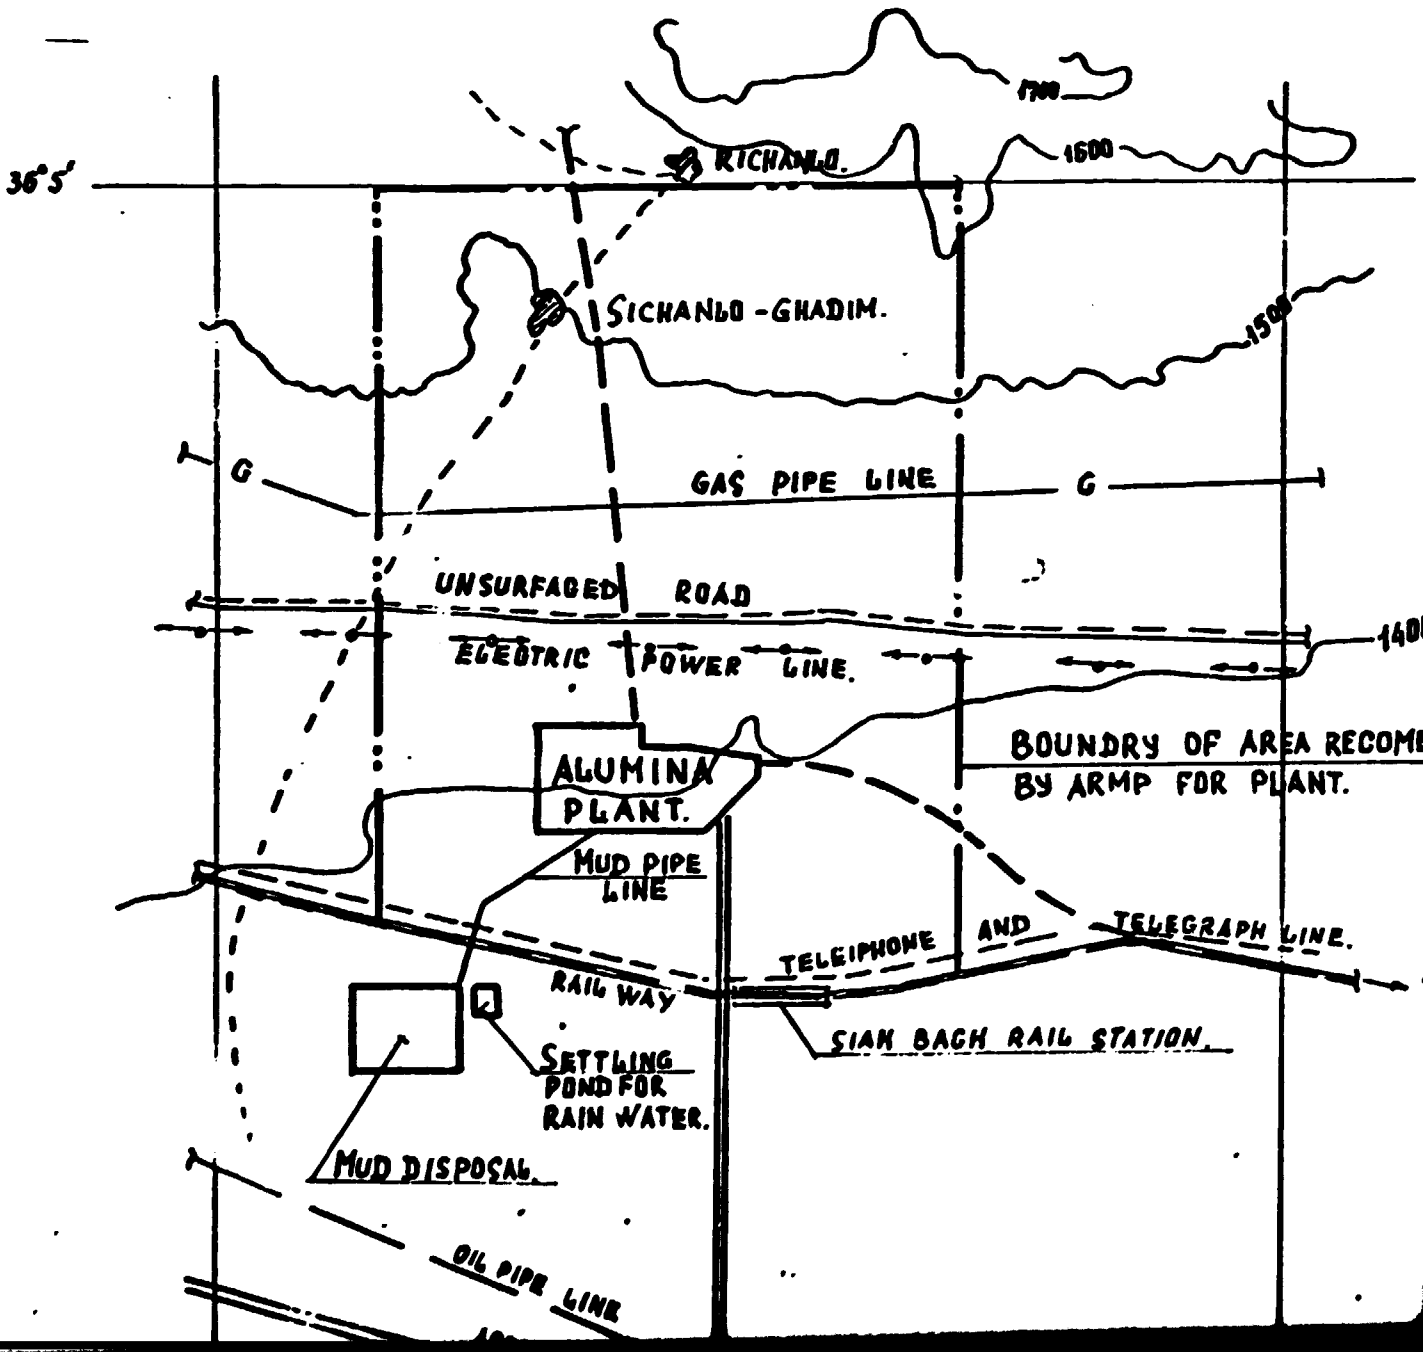 1700
RICHANLO.
1600
36°5'
SICHANLO-GHADIM.
1500
G
GAS PIPE LINE
G
UNSURFACED ROAD
ELECTRIC POWER LINE.
140
BOUNDRY OF AREA RECOME
BY ARMP FOR PLANT.
ALUMINA
PLANT.
MUD PIPE
LINE
TELEIPHONE AND TELEGRAPH LINE.
RAIL WAY
SIAH BAGH RAIL STATION.
SETTLING
POND FOR
RAIN WATER.
MUD DISPOSAL.
OIL PIPE LINE